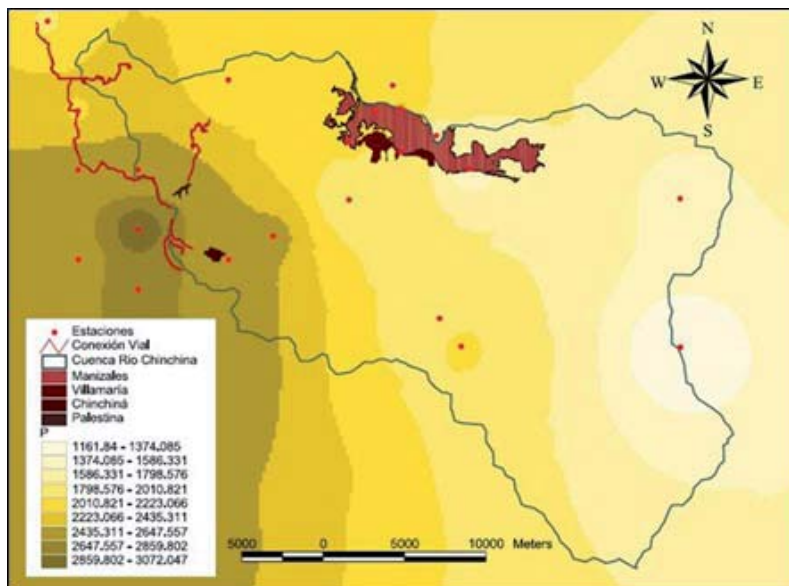 N
W E
S
Estaciones
Conexión Vial
Cuenca Rio Chinchina
Manizales
Villamaría
Chinchiná
Palestina
P
1161.84 - 1374.085
1374.085 - 1586.331
1586.331 - 1798.576
1798.576 - 2010.821
2010.821 - 2223.066
2223.066 - 2435.311
2435.311 - 2647.557
2647.557 - 2859.802
2859.802 - 3072.047
5000 0 5000 10000 Meters